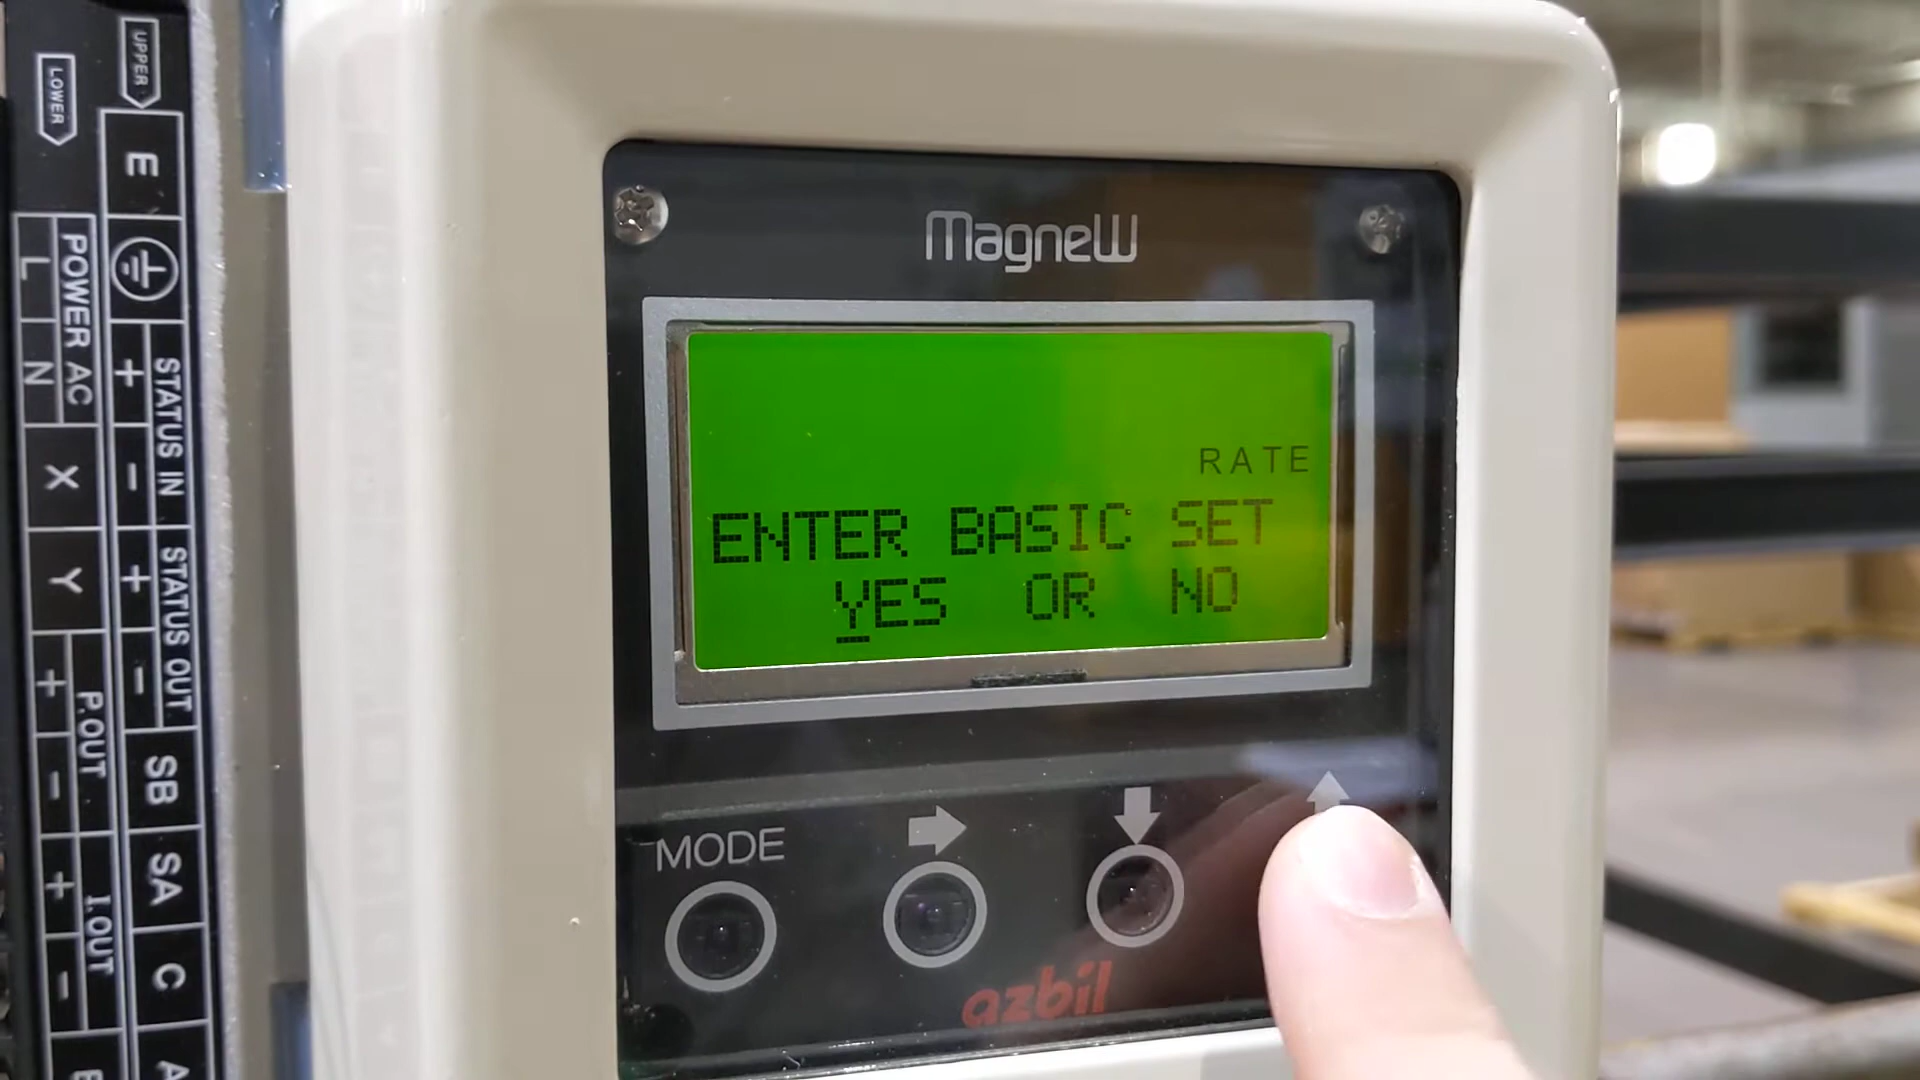 UPPER
LOWER
E
POWER AC
L
N
STATUS IN
+
-
X
Y
STATUS OUT
+
-
P.OUT
+
-
SB
SA
I.OUT
+
-
C
A
MagneW
RATE
ENTER BASIC SET
YES OR NO
MODE
azbil